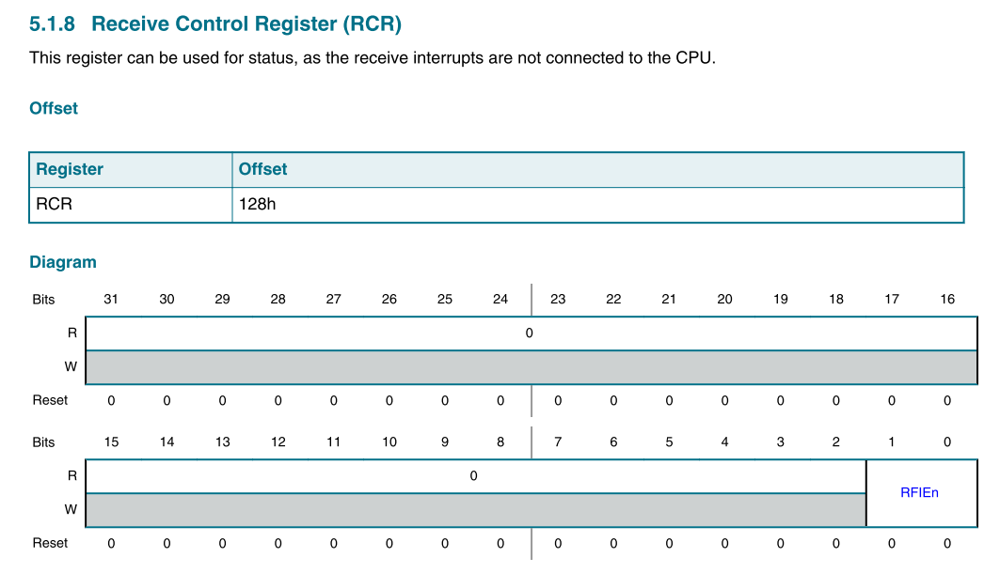 5.1.8 Receive Control Register (RCR)
This register can be used for status, as the receive interrupts are not connected to the CPU.
Offset
Register Offset
RCR 128h
Diagram
Bits 31 30 29 28 27 26 25 24 23 22 21 20 19 18 17 16
R 0
W
Reset 0 0 0 0 0 0 0 0 0 0 0 0 0 0 0 0
Bits 15 14 13 12 11 10 9 8 7 6 5 4 3 2 1 0
R 0
RFIEn
W
Reset 0 0 0 0 0 0 0 0 0 0 0 0 0 0 0 0